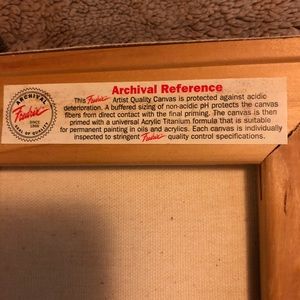 ARCHIVAL
Fredrix
SINCE
1868
SEAL OF QUALITY
Archival Reference
This Fredrix Artist Quality Canvas is protected against acidic
deterioration. A buffered sizing of non-acidic pH protects the canvas
fibers from direct contact with the final priming. The canvas is then
primed with a universal Acrylic Titanium formula that is suitable
for permanent painting in oils and acrylics. Each canvas is individually
inspected to stringent Fredrix quality control specifications.